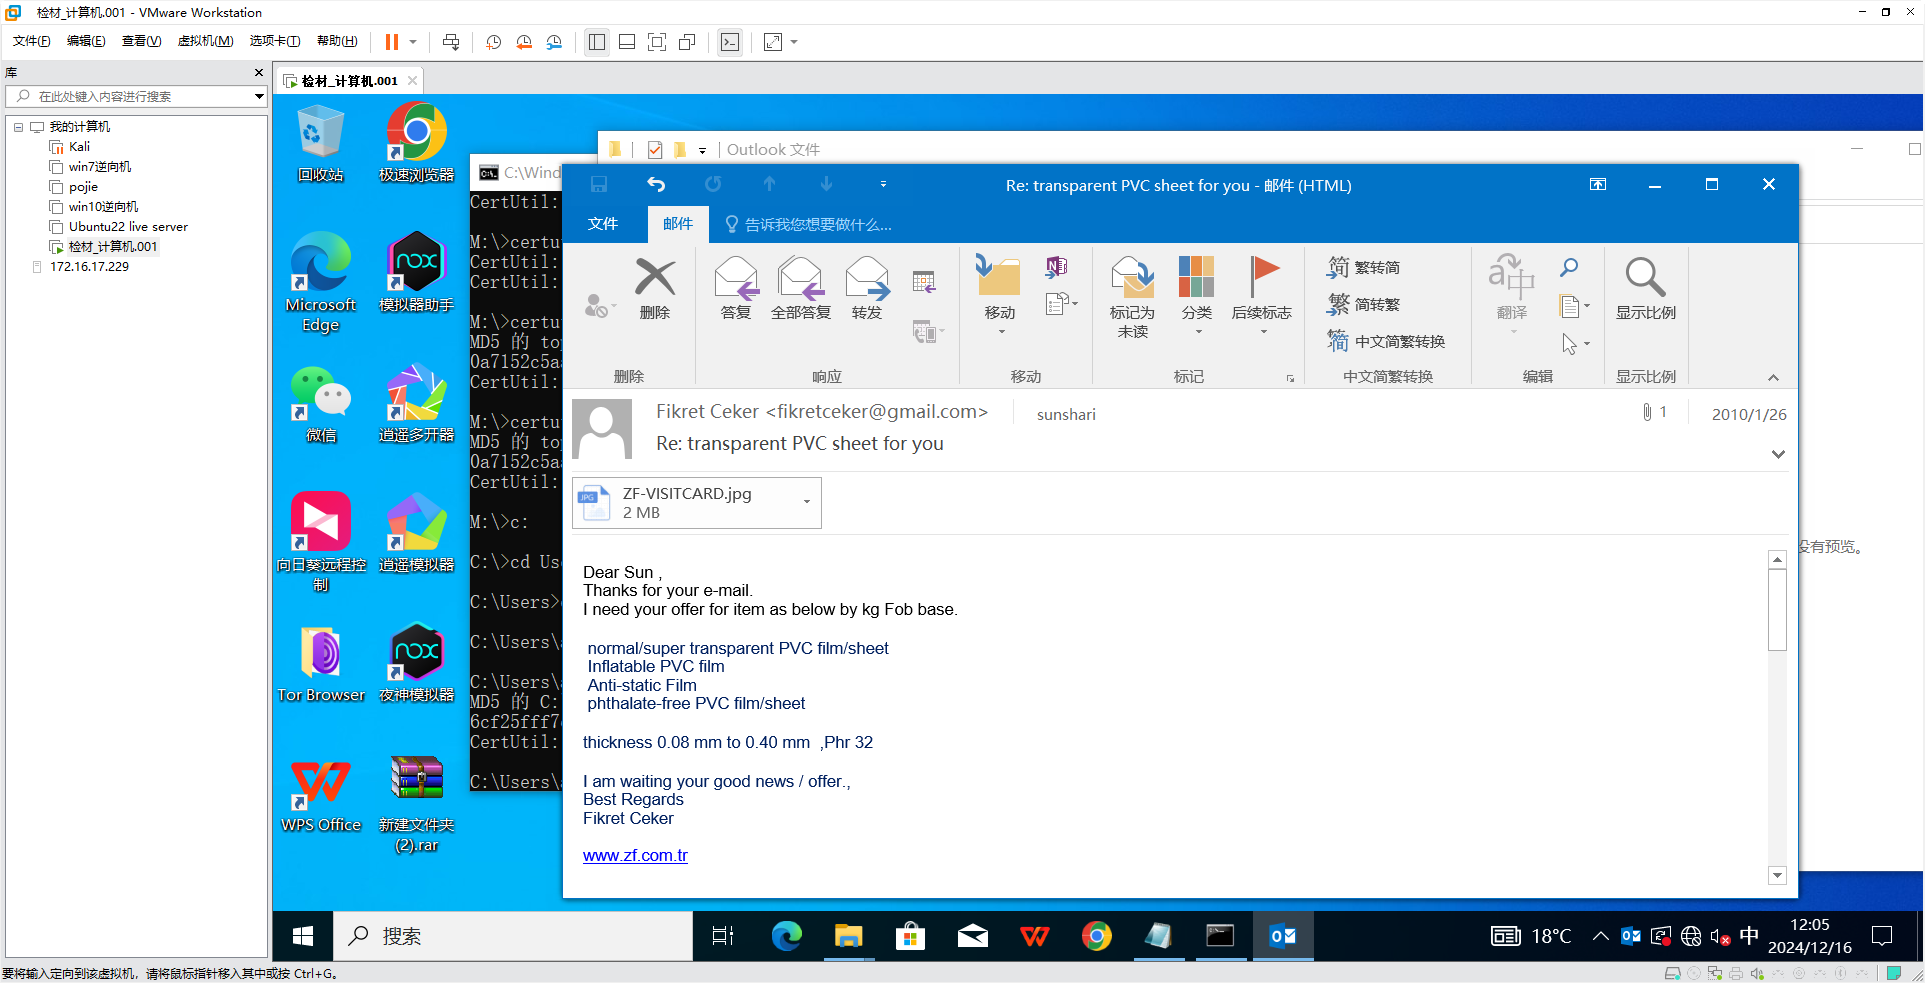 检材_计算机.001 - VMware Workstation
文件(F) 编辑(E) 查看(V) 虚拟机(M) 选项卡(T) 帮助(H)
库
在此处键入内容进行搜索
我的计算机
Kali
win7逆向机
pojie
win10逆向机
Ubuntu22 live server
检材_计算机.001
172.16.17.229
检材_计算机.001
回收站
极速浏览器
Microsoft Edge
模拟器助手
微信
逍遥多开器
向日葵远程控制
逍遥模拟器
Tor Browser
夜神模拟器
WPS Office
新建文件夹 (2).rar
C:\Wind
CertUtil:
M:\>certu
CertUtil:
CertUtil:
M:\>certu
MD5 的 to
0a7152c5a
CertUtil:
M:\>certu
MD5 的 to
0a7152c5a
CertUtil:
M:\>c:
C:\>cd Us
C:\Users>
C:\Users\
C:\Users\
MD5 的 C:
6cf25fff7
CertUtil:
C:\Users\
Outlook 文件
没有预览。
Re: transparent PVC sheet for you - 邮件 (HTML)
文件 邮件 告诉我您想要做什么...
删除
答复 全部答复 转发
移动
标记为未读 分类 后续标志
繁转简
简转繁
中文简繁转换
翻译
显示比例
删除 响应 移动 标记 中文简繁转换 编辑 显示比例
Fikret Ceker <fikretceker@gmail.com> sunshari 1 2010/1/26
Re: transparent PVC sheet for you
ZF-VISITCARD.jpg
2 MB
Dear Sun ,
Thanks for your e-mail.
I need your offer for item as below by kg Fob base.
normal/super transparent PVC film/sheet
Inflatable PVC film
Anti-static Film
phthalate-free PVC film/sheet
thickness 0.08 mm to 0.40 mm ,Phr 32
I am waiting your good news / offer.,
Best Regards
Fikret Ceker
www.zf.com.tr
搜索
18°C 中 12:05
2024/12/16
要将输入定向到该虚拟机，请将鼠标指针移入其中或按 Ctrl+G。